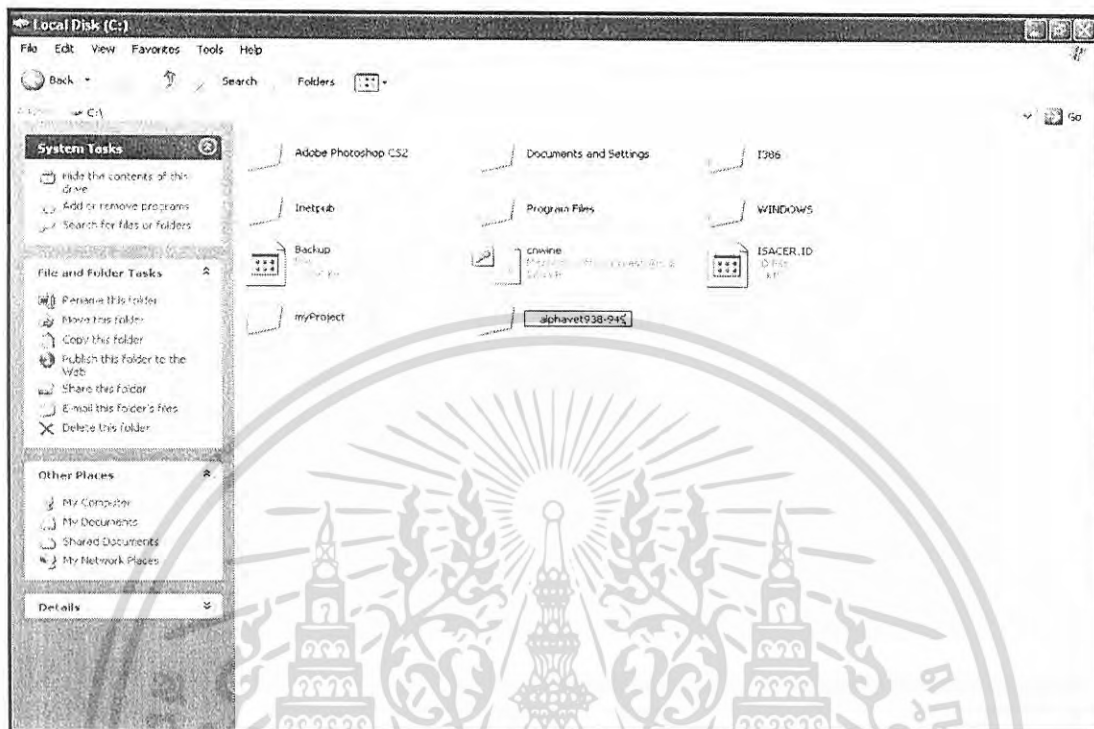 Local Disk (C:)
File Edit View Favorites Tools Help
Back Search Folders
C:\ Go
System Tasks
Hide the contents of this drive
Add or remove programs
Search for files or folders
File and Folder Tasks
Rename this folder
Move this folder
Copy this folder
Publish this folder to the Web
Share this folder
E-mail this folder's files
Delete this folder
Other Places
My Computer
My Documents
Shared Documents
My Network Places
Details
Adobe Photoshop CS2 Documents and Settings I386
Inetpub Program Files WINDOWS
Backup cnwine ISACER.ID
myProject alphavet938-949